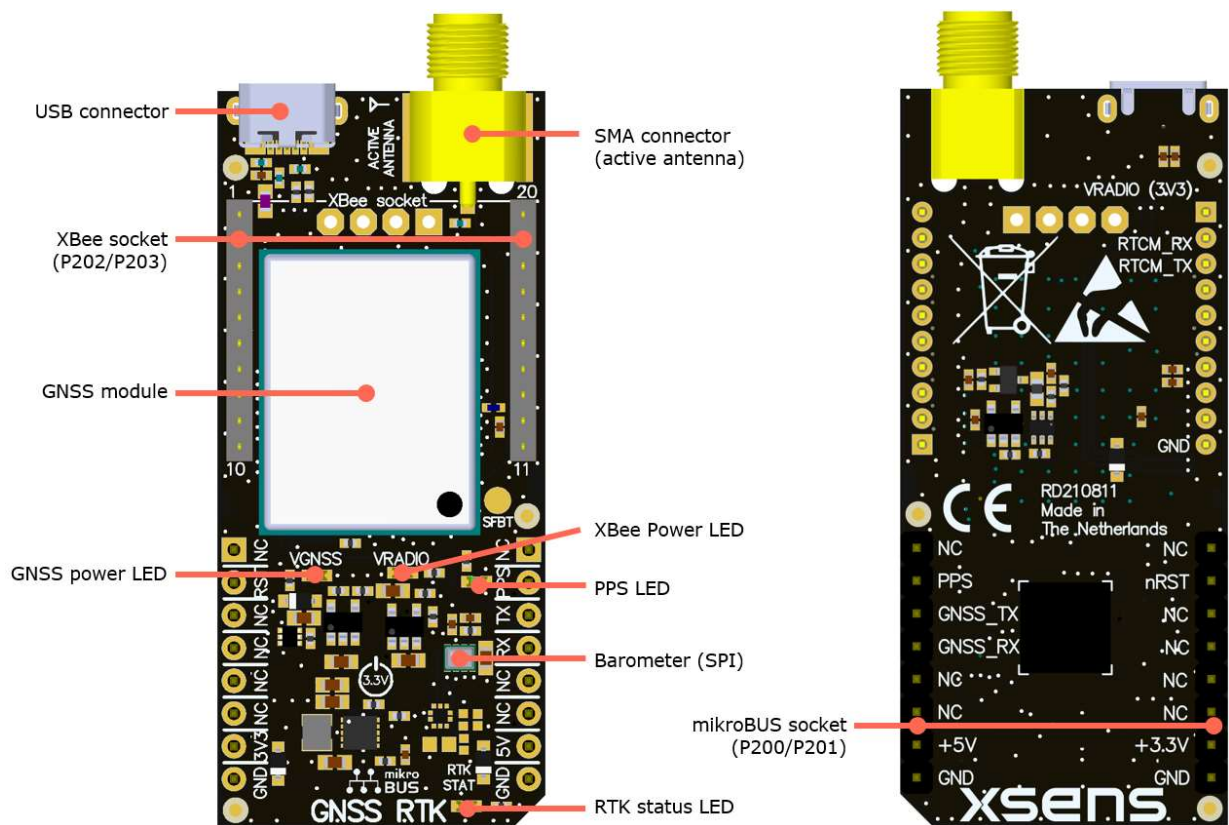 USB connector
ACTIVE
ANTENNA
SMA connector
(active antenna)
1
20
XBee socket
XBee socket
(P202/P203)
GNSS module
10
11
SFBT
XBee Power LED
GNSS power LED
VGNSS
VRADIO
PPS LED
NC
RST
NC
NC
NC
NC
3V3
GND
NC
PPS
TX
RX
NC
NC
5V
GND
Barometer (SPI)
3.3V
mikro
BUS
RTK
STAT
GNSS RTK
RTK status LED
VRADIO (3V3)
RTCM_RX
RTCM_TX
GND
CE
RD210811
Made in
The Netherlands
NC NC
PPS nRST
GNSS_TX NC
GNSS_RX NC
NC NC
NC NC
mikroBUS socket
(P200/P201)
+5V +3.3V
GND GND
xsens